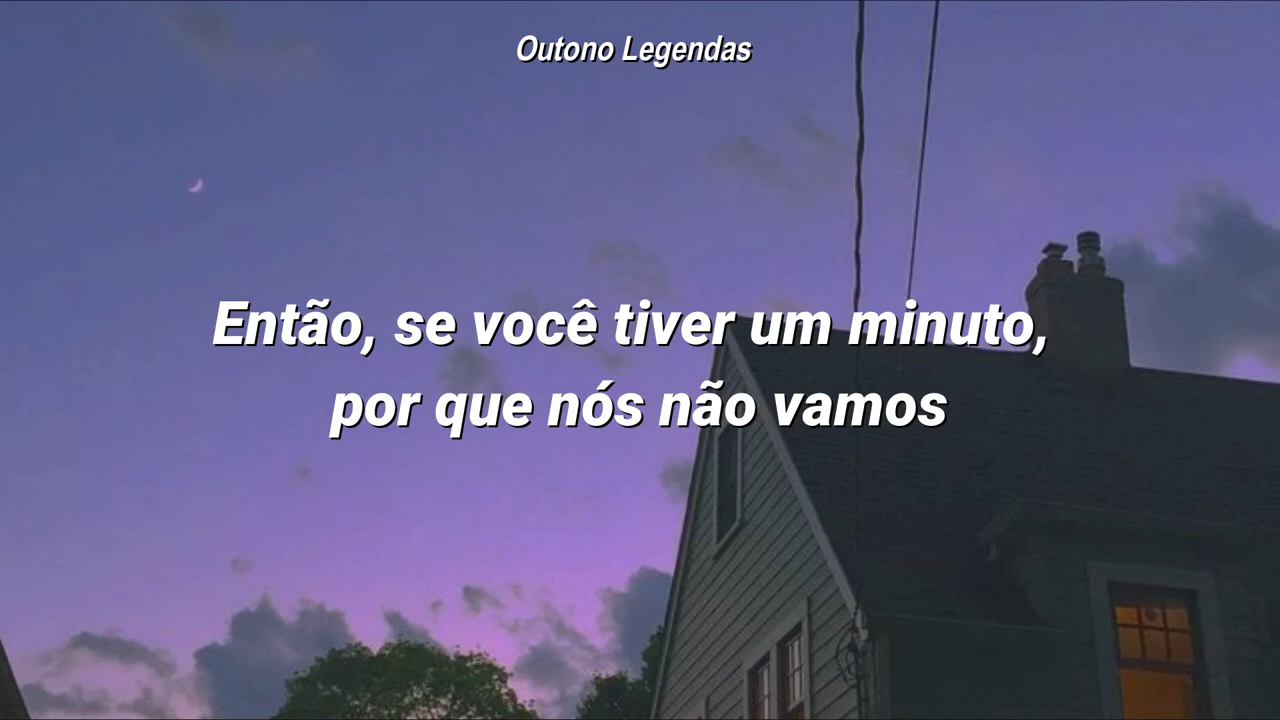 Outono Legendas
Então, se você tiver um minuto,
por que nós não vamos